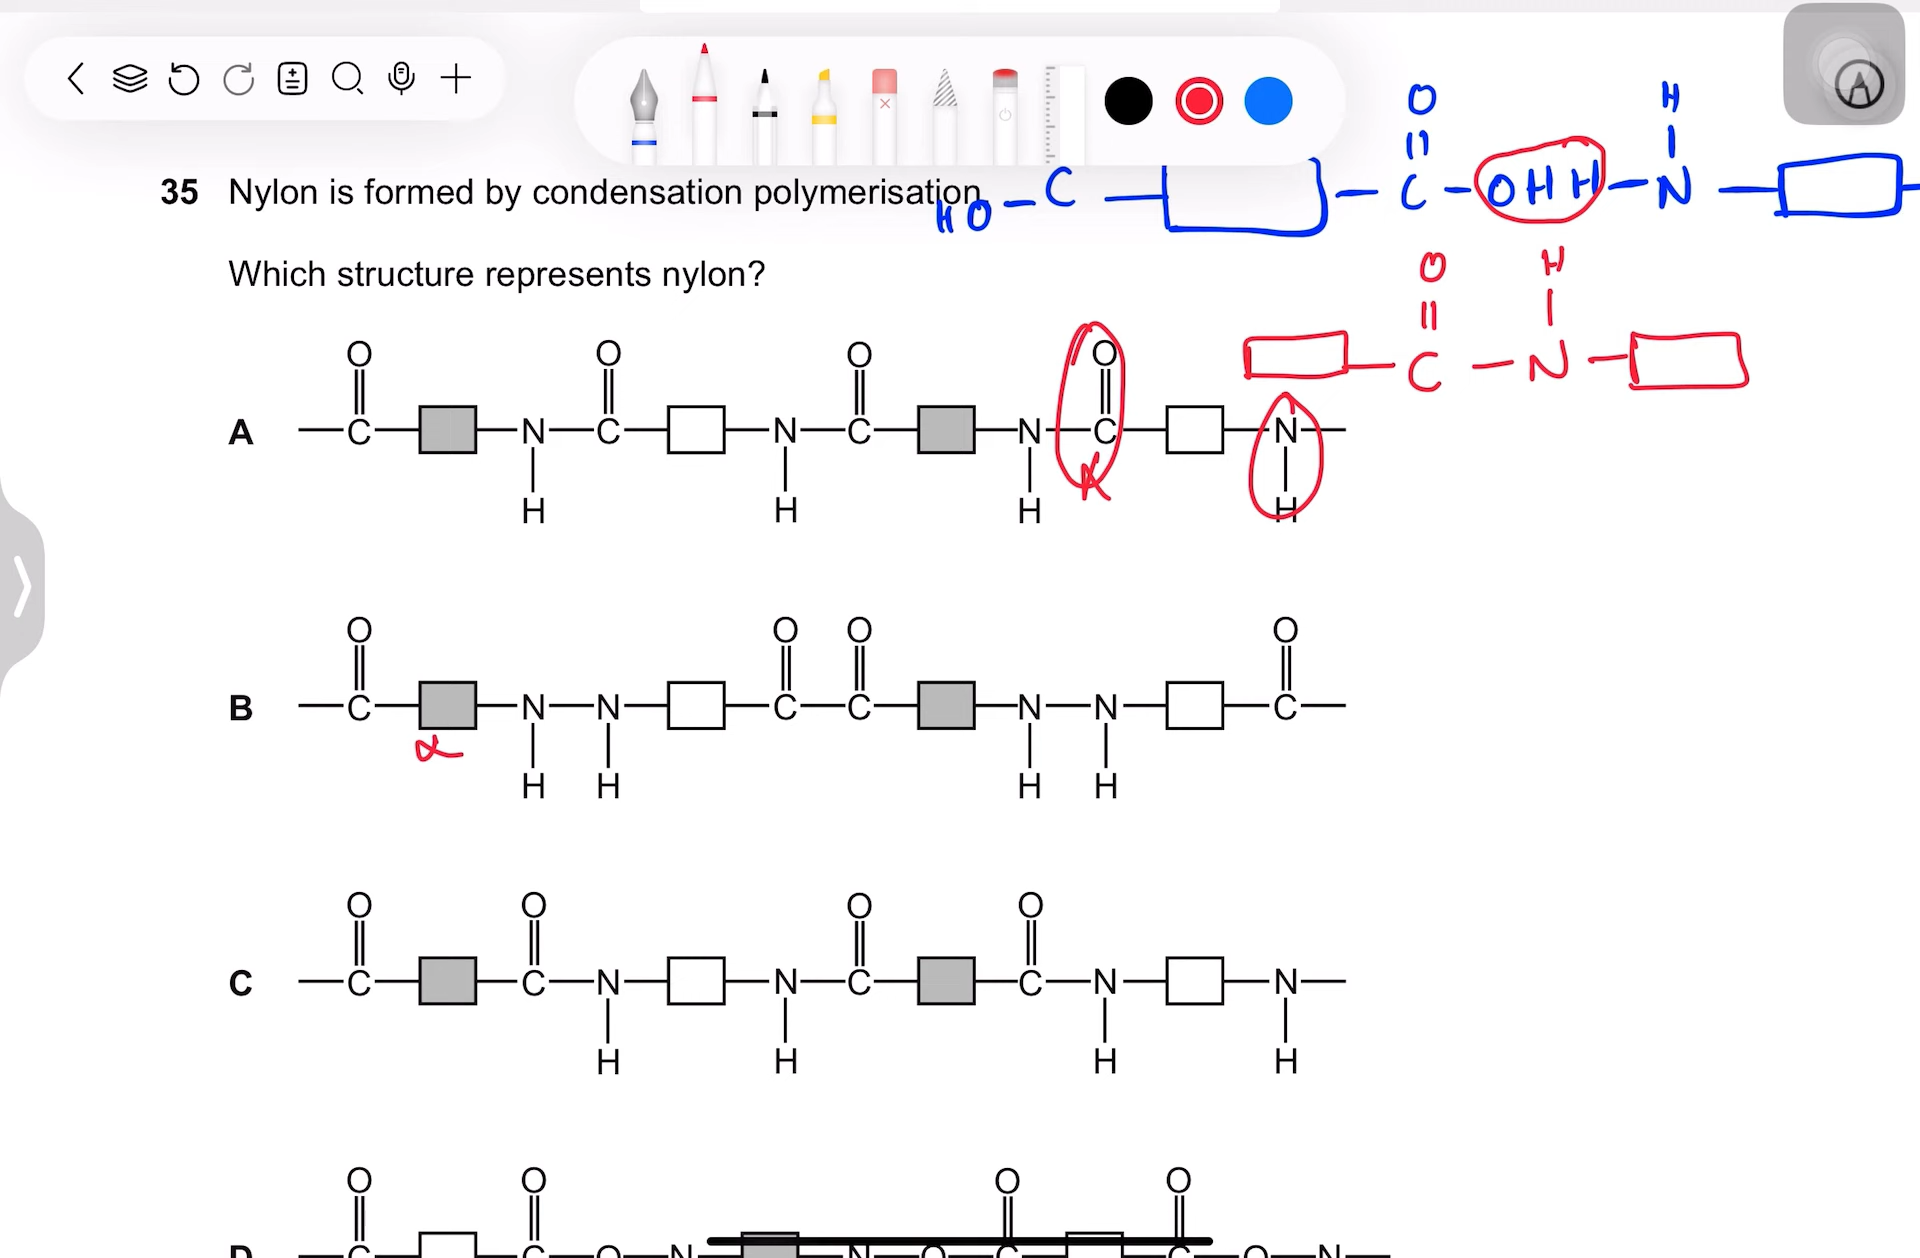 O H
|| |
HO - C - - C - OHH - N -
35 Nylon is formed by condensation polymerisation
Which structure represents nylon?
O H
|| |
C - N -
O O O O
A C N C N C N C N
H H H H
O O O O
B C N N C C N N C
H H H H
O O O O
C C C N N C C N N
H H H H
O O O O
D C C O N N O C C O N